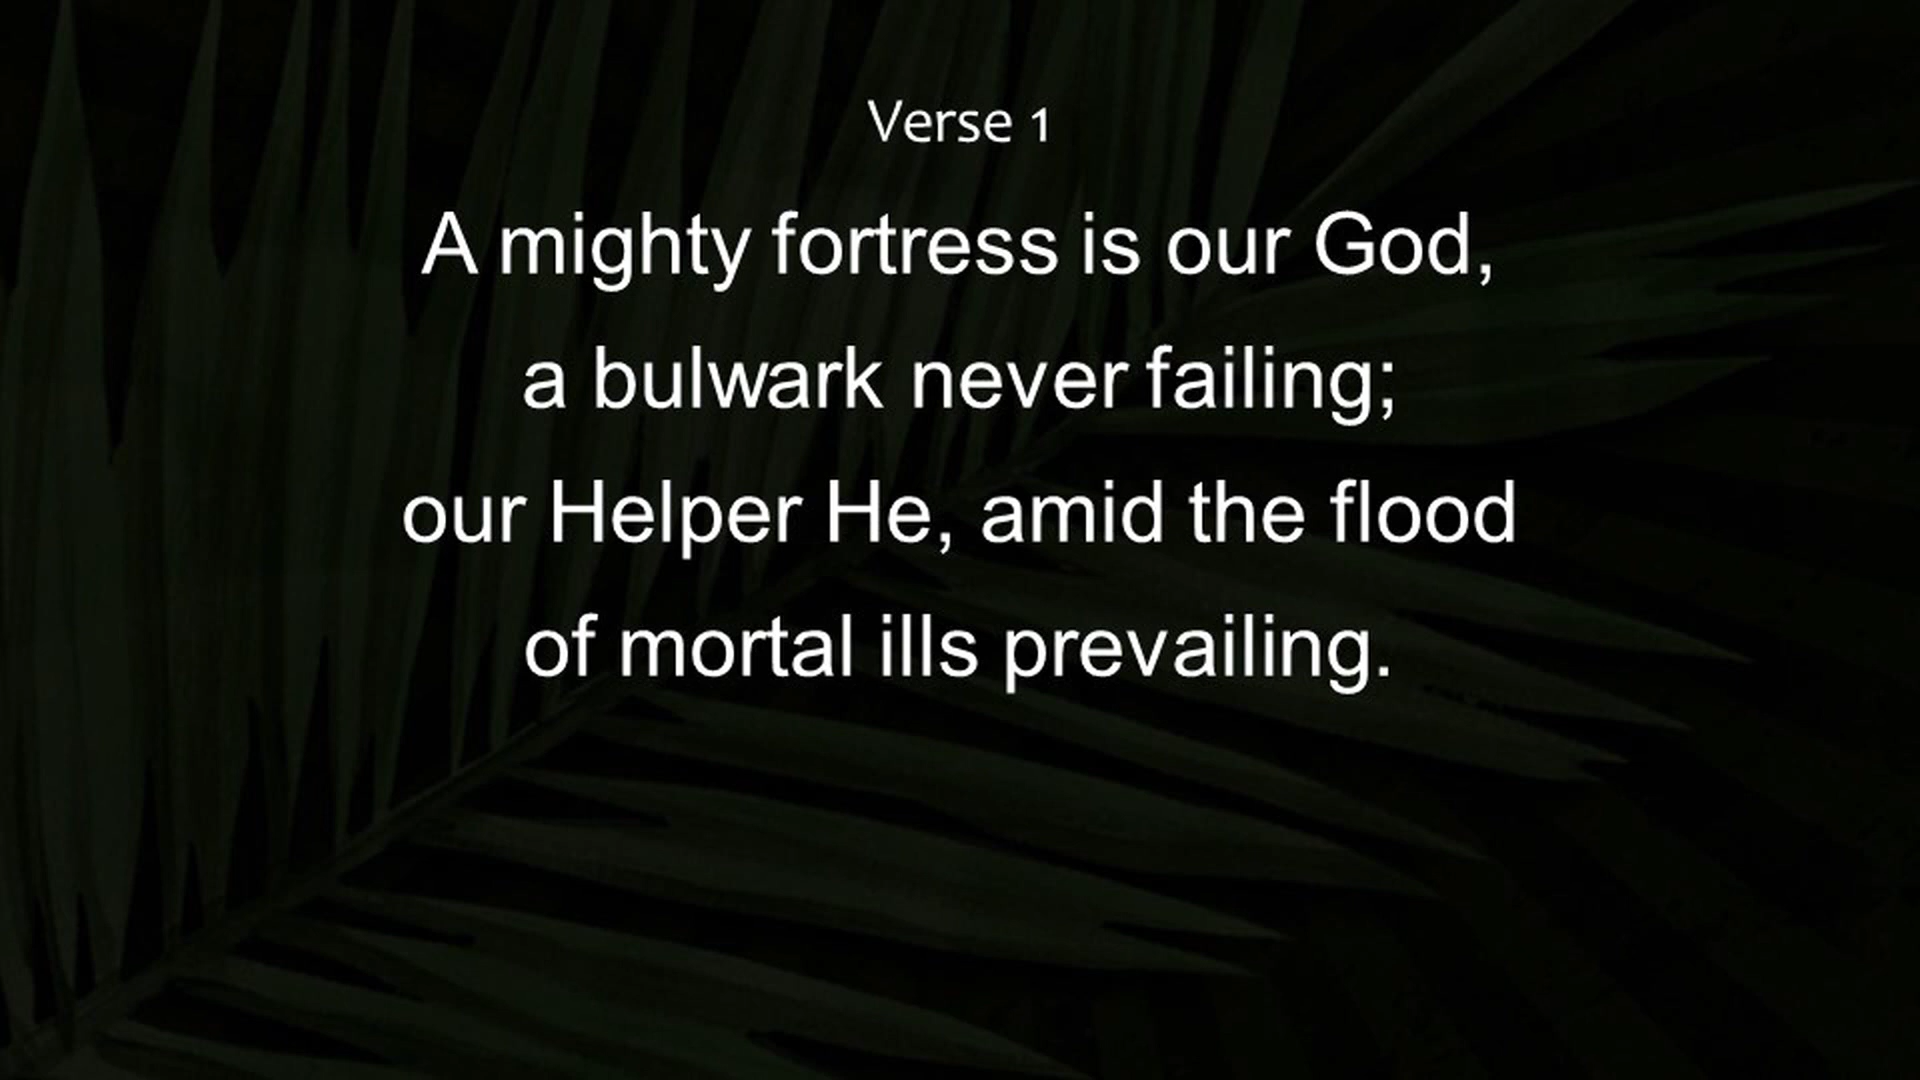 Verse 1
A mighty fortress is our God,
a bulwark never failing;
our Helper He, amid the flood
of mortal ills prevailing.